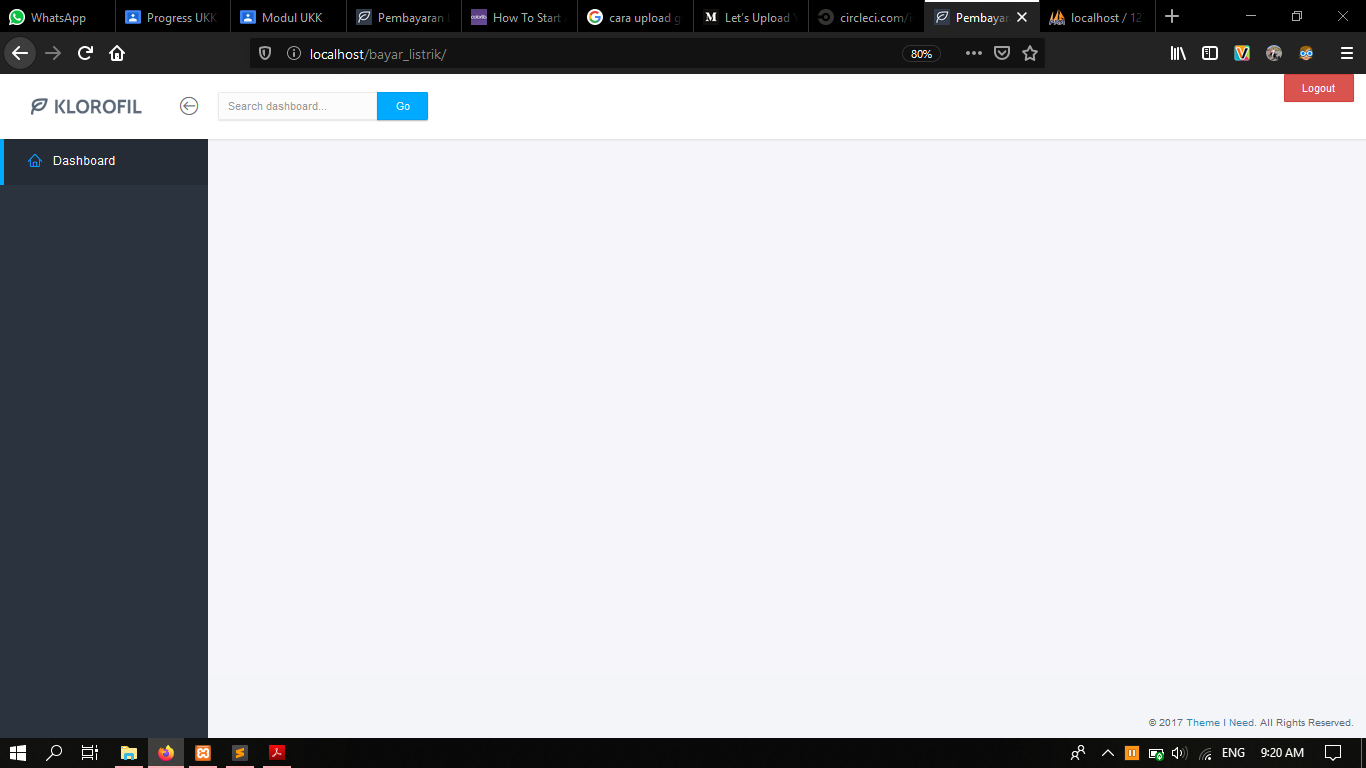 WhatsApp
Progress UKK
Modul UKK
Pembayaran
How To Start
cara upload g
M Let's Upload
circleci.com/
Pembayar
localhost / 12
localhost/bayar_listrik/
80%
KLOROFIL
Search dashboard...
Go
Logout
Dashboard
© 2017 Theme I Need. All Rights Reserved.
ENG
9:20 AM